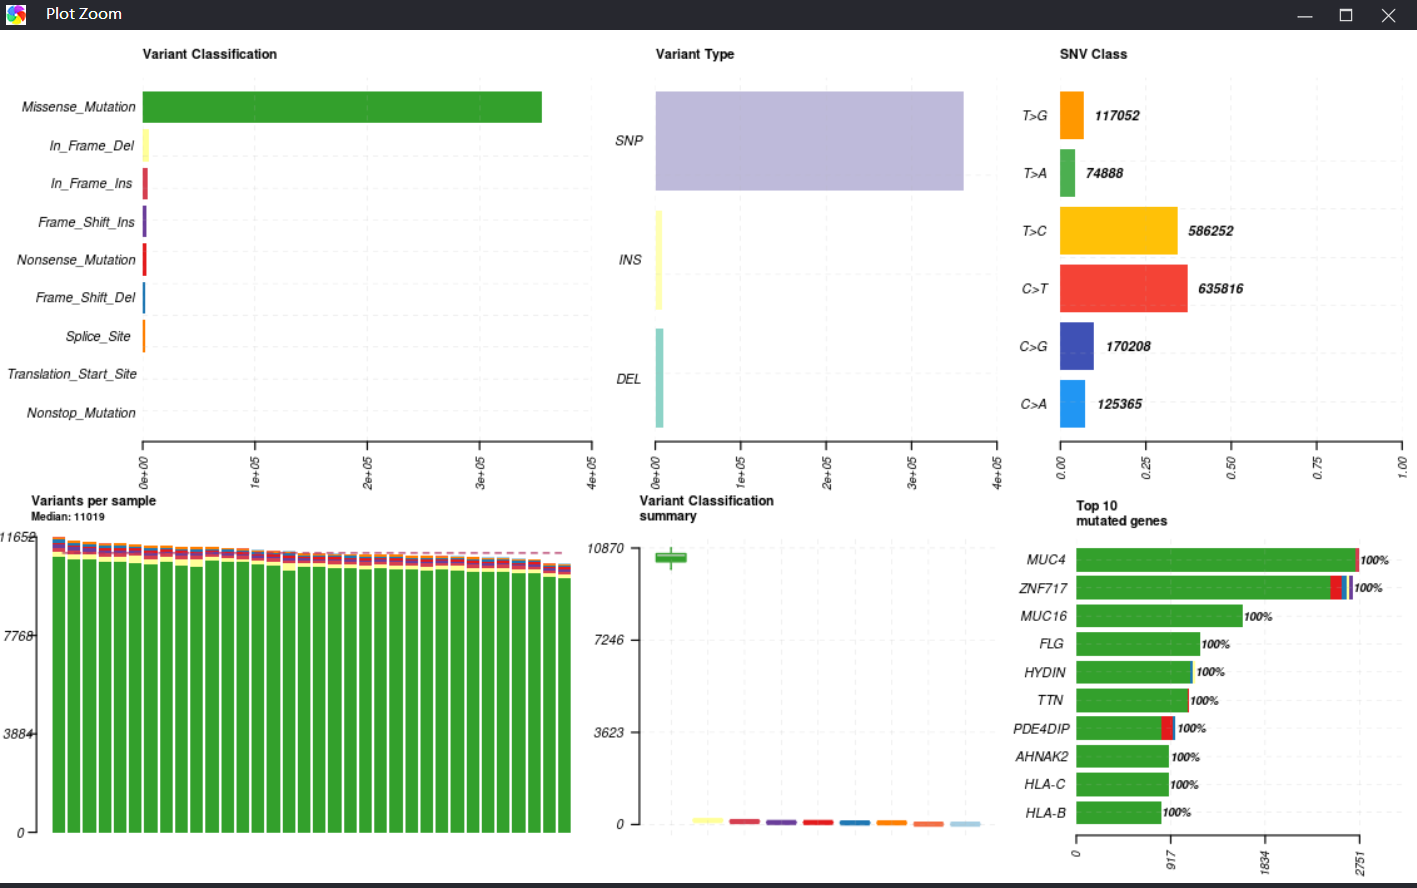 Plot Zoom
Variant Classification
Missense_Mutation
In_Frame_Del
In_Frame_Ins
Frame_Shift_Ins
Nonsense_Mutation
Frame_Shift_Del
Splice_Site
Translation_Start_Site
Nonstop_Mutation
0e+00 1e+05 2e+05 3e+05 4e+05
Variant Type
SNP
INS
DEL
0e+00 1e+05 2e+05 3e+05 4e+05
SNV Class
T>G 117052
T>A 74888
T>C 586252
C>T 635816
C>G 170208
C>A 125365
0.00 0.25 0.50 0.75 1.00
Variants per sample
Median: 11019
11652
7768
3884
0
Variant Classification
summary
10870
7246
3623
0
Top 10
mutated genes
MUC4 100%
ZNF717 100%
MUC16 100%
FLG 100%
HYDIN 100%
TTN 100%
PDE4DIP 100%
AHNAK2 100%
HLA-C 100%
HLA-B 100%
0 917 1834 2751